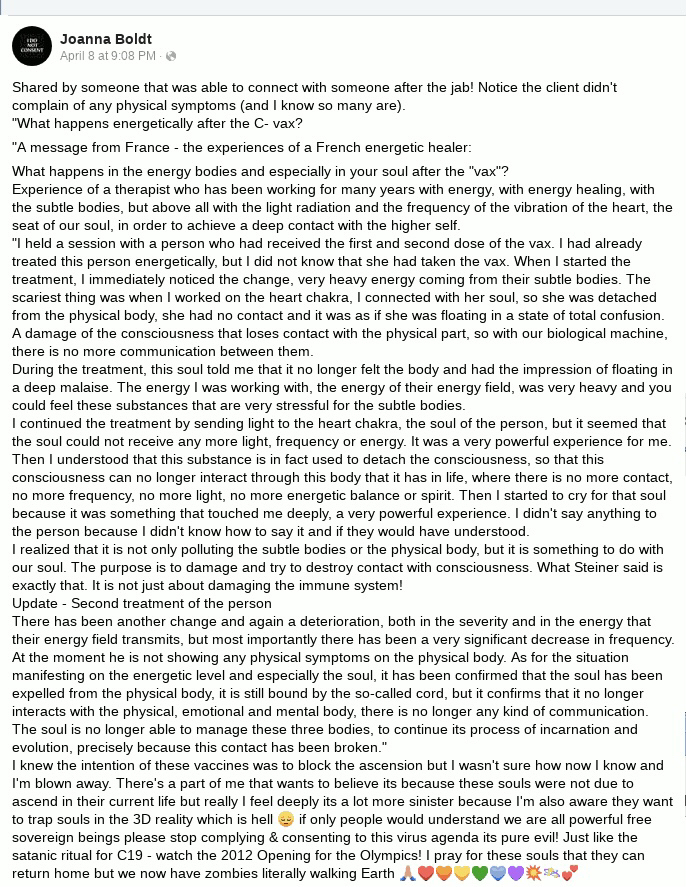 I DO
NOT
CONSENT
Joanna Boldt
April 8 at 9:08 PM ·
Shared by someone that was able to connect with someone after the jab! Notice the client didn't
complain of any physical symptoms (and I know so many are).
"What happens energetically after the C- vax?
"A message from France - the experiences of a French energetic healer:
What happens in the energy bodies and especially in your soul after the "vax"?
Experience of a therapist who has been working for many years with energy, with energy healing, with
the subtle bodies, but above all with the light radiation and the frequency of the vibration of the heart, the
seat of our soul, in order to achieve a deep contact with the higher self.
"I held a session with a person who had received the first and second dose of the vax. I had already
treated this person energetically, but I did not know that she had taken the vax. When I started the
treatment, I immediately noticed the change, very heavy energy coming from their subtle bodies. The
scariest thing was when I worked on the heart chakra, I connected with her soul, so she was detached
from the physical body, she had no contact and it was as if she was floating in a state of total confusion.
A damage of the consciousness that loses contact with the physical part, so with our biological machine,
there is no more communication between them.
During the treatment, this soul told me that it no longer felt the body and had the impression of floating in
a deep malaise. The energy I was working with, the energy of their energy field, was very heavy and you
could feel these substances that are very stressful for the subtle bodies.
I continued the treatment by sending light to the heart chakra, the soul of the person, but it seemed that
the soul could not receive any more light, frequency or energy. It was a very powerful experience for me.
Then I understood that this substance is in fact used to detach the consciousness, so that this
consciousness can no longer interact through this body that it has in life, where there is no more contact,
no more frequency, no more light, no more energetic balance or spirit. Then I started to cry for that soul
because it was something that touched me deeply, a very powerful experience. I didn't say anything to
the person because I didn't know how to say it and if they would have understood.
I realized that it is not only polluting the subtle bodies or the physical body, but it is something to do with
our soul. The purpose is to damage and try to destroy contact with consciousness. What Steiner said is
exactly that. It is not just about damaging the immune system!
Update - Second treatment of the person
There has been another change and again a deterioration, both in the severity and in the energy that
their energy field transmits, but most importantly there has been a very significant decrease in frequency.
At the moment he is not showing any physical symptoms on the physical body. As for the situation
manifesting on the energetic level and especially the soul, it has been confirmed that the soul has been
expelled from the physical body, it is still bound by the so-called cord, but it confirms that it no longer
interacts with the physical, emotional and mental body, there is no longer any kind of communication.
The soul is no longer able to manage these three bodies, to continue its process of incarnation and
evolution, precisely because this contact has been broken."
I knew the intention of these vaccines was to block the ascension but I wasn't sure how now I know and
I'm blown away. There's a part of me that wants to believe its because these souls were not due to
ascend in their current life but really I feel deeply its a lot more sinister because I'm also aware they want
to trap souls in the 3D reality which is hell 😞 if only people would understand we are all powerful free
sovereign beings please stop complying & consenting to this virus agenda its pure evil! Just like the
satanic ritual for C19 - watch the 2012 Opening for the Olympics! I pray for these souls that they can
return home but we now have zombies literally walking Earth 🙏🏼❤️🧡💛💚💙💜💥🧬💕